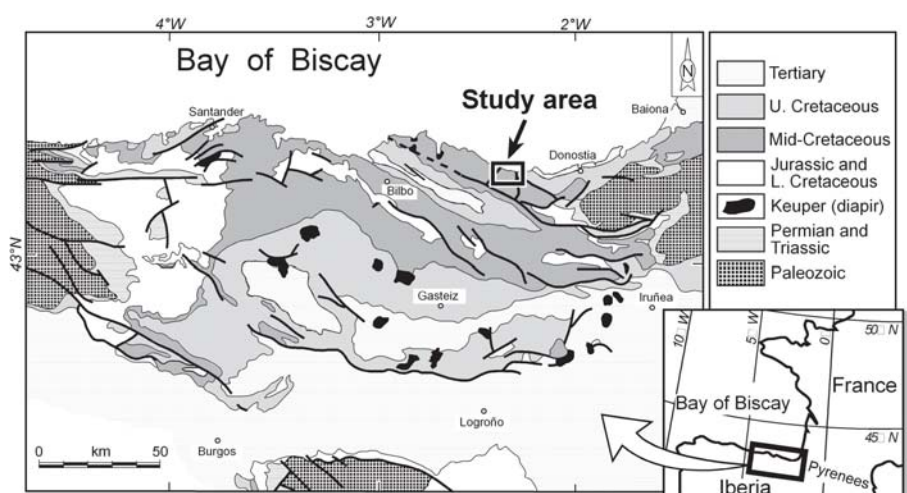 4°W
3°W
2°W
Bay of Biscay
N
Study area
Santander
Baiona
Donostia
Bilbo
43°N
Gasteiz
Iruñea
Logroño
Burgos
0 km 50
Tertiary
U. Cretaceous
Mid-Cretaceous
Jurassic and
L. Cretaceous
Keuper (diapir)
Permian and
Triassic
Paleozoic
10□ W
5□ W
0□
50□ N
France
Bay of Biscay
45□ N
Pyrenees
Iberia